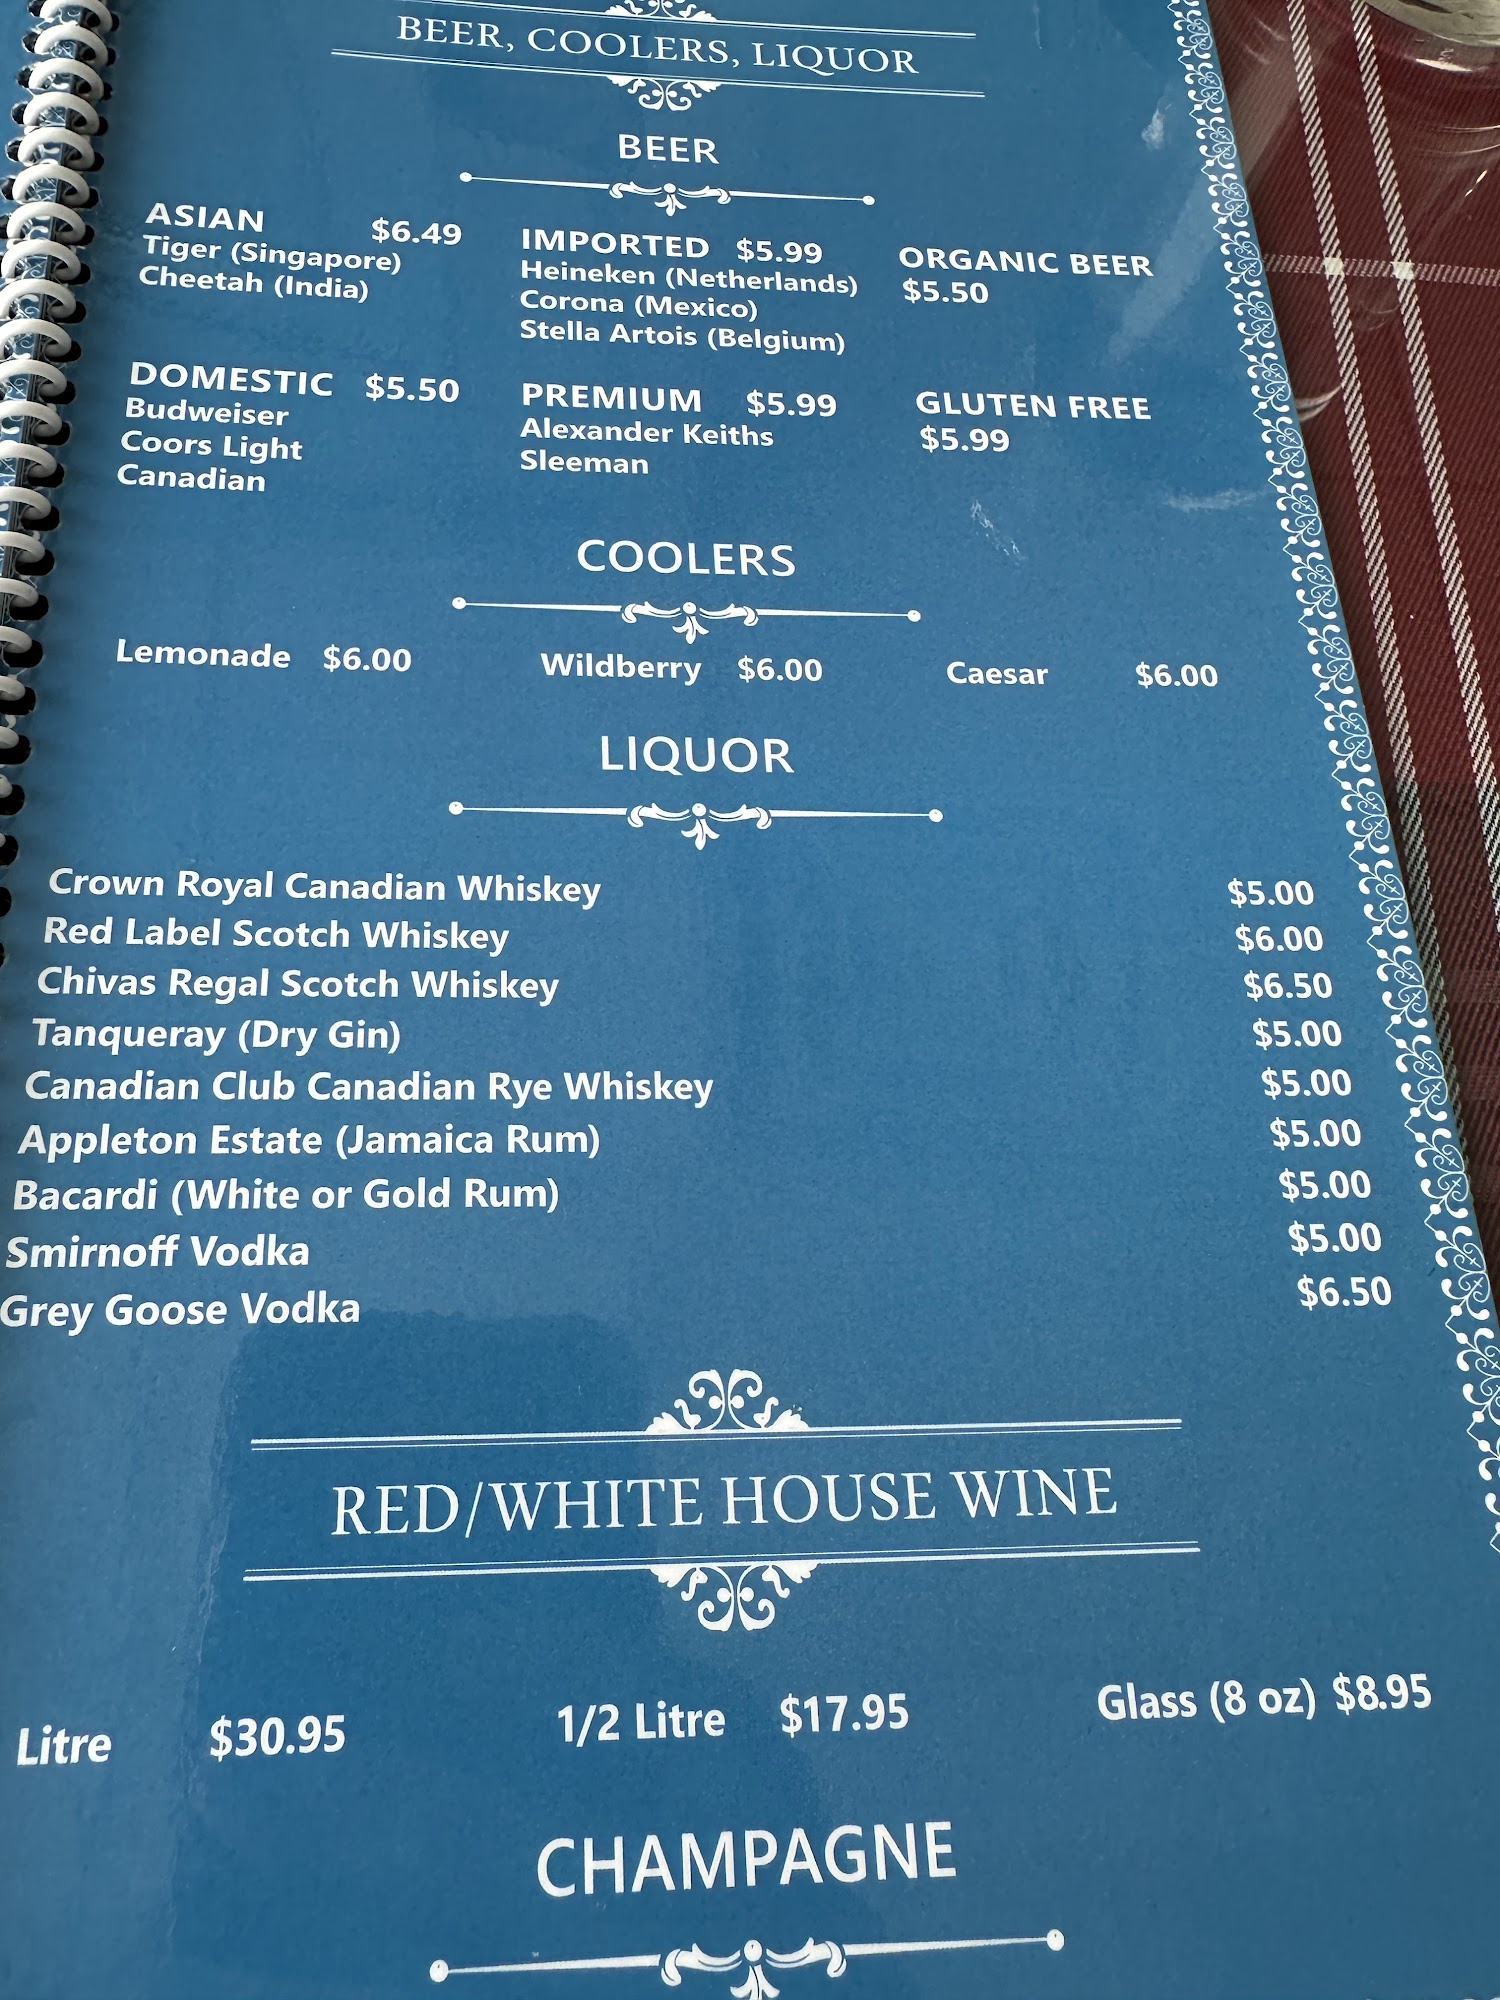 BEER, COOLERS, LIQUOR
BEER
ASIAN $6.49
Tiger (Singapore)
Cheetah (India)
IMPORTED $5.99
Heineken (Netherlands)
Corona (Mexico)
Stella Artois (Belgium)
ORGANIC BEER
$5.50
DOMESTIC $5.50
Budweiser
Coors Light
Canadian
PREMIUM $5.99
Alexander Keiths
Sleeman
GLUTEN FREE
$5.99
COOLERS
Lemonade $6.00 Wildberry $6.00 Caesar $6.00
LIQUOR
Crown Royal Canadian Whiskey $5.00
Red Label Scotch Whiskey $6.00
Chivas Regal Scotch Whiskey $6.50
Tanqueray (Dry Gin) $5.00
Canadian Club Canadian Rye Whiskey $5.00
Appleton Estate (Jamaica Rum) $5.00
Bacardi (White or Gold Rum) $5.00
Smirnoff Vodka $5.00
Grey Goose Vodka $6.50
RED/WHITE HOUSE WINE
Litre $30.95 1/2 Litre $17.95 Glass (8 oz) $8.95
CHAMPAGNE